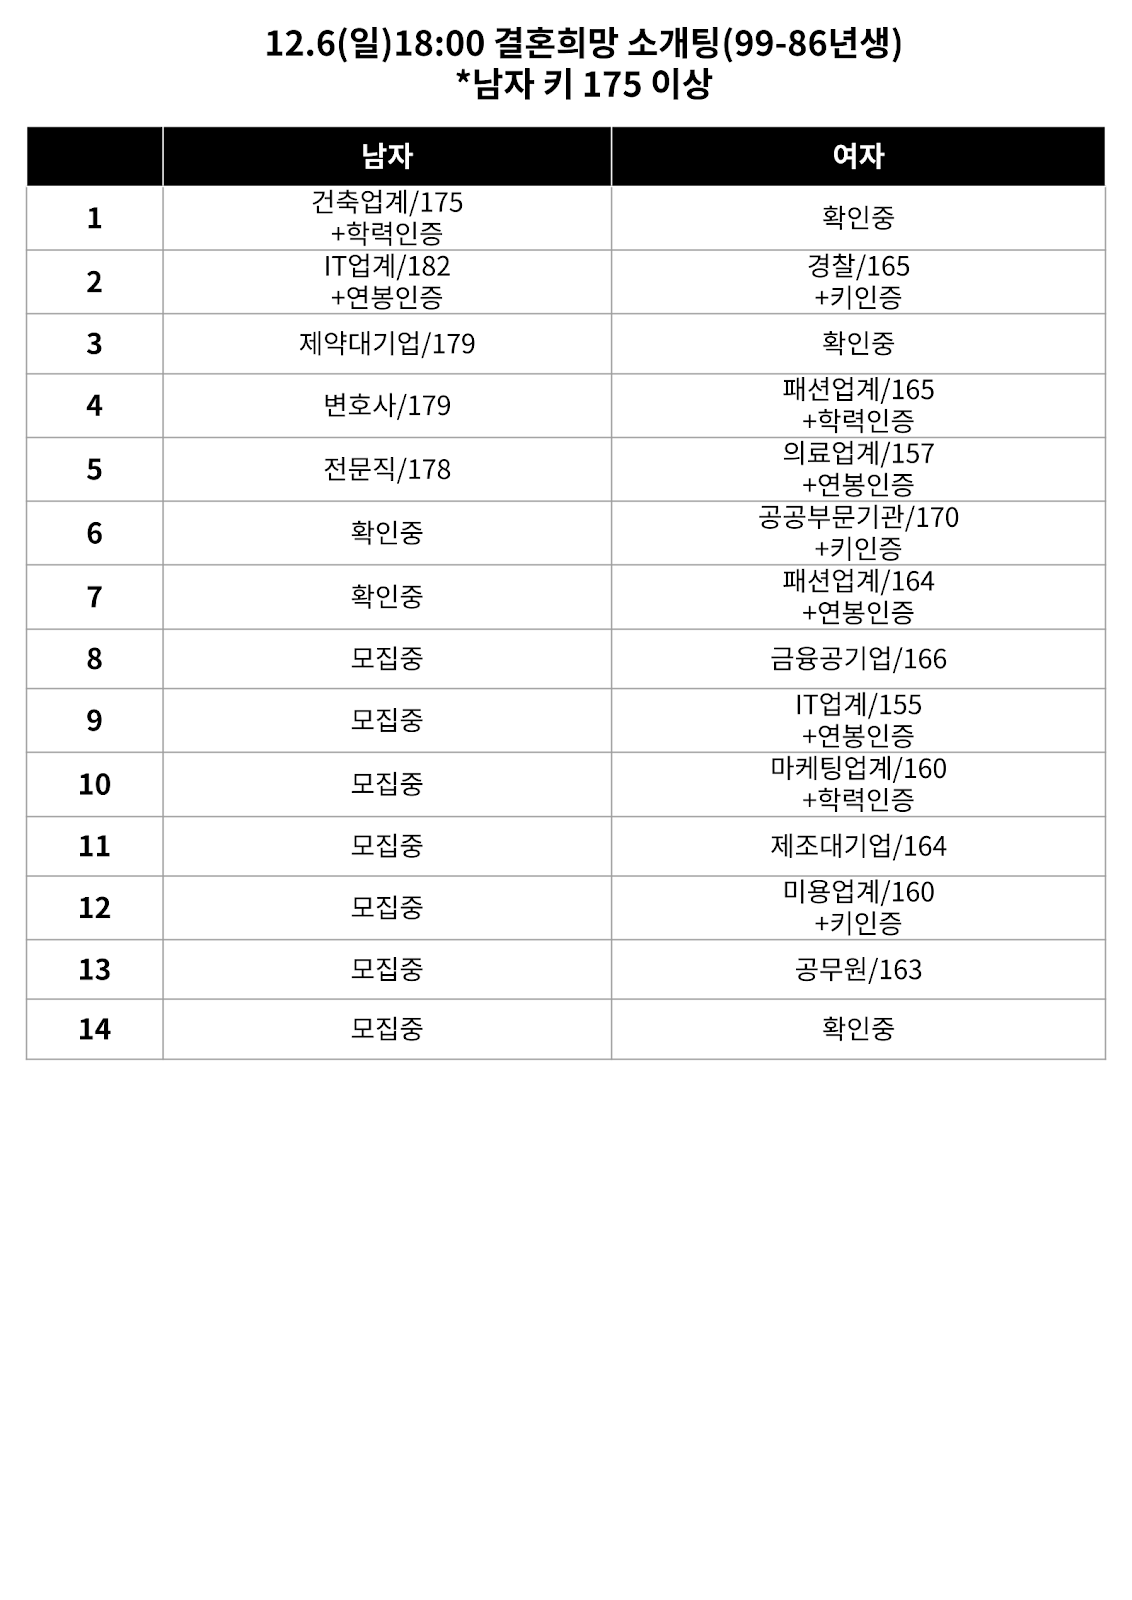 12.6(일)18:00 결혼희망 소개팅(99-86년생)
*남자 키 175 이상
남자 여자
1 건축업계/175 +학력인증 확인중
2 IT업계/182 +연봉인증 경찰/165 +키인증
3 제약대기업/179 확인중
4 변호사/179 패션업계/165 +학력인증
5 전문직/178 의료업계/157 +연봉인증
6 확인중 공공부문기관/170 +키인증
7 확인중 패션업계/164 +연봉인증
8 모집중 금융공기업/166
9 모집중 IT업계/155 +연봉인증
10 모집중 마케팅업계/160 +학력인증
11 모집중 제조대기업/164
12 모집중 미용업계/160 +키인증
13 모집중 공무원/163
14 모집중 확인중